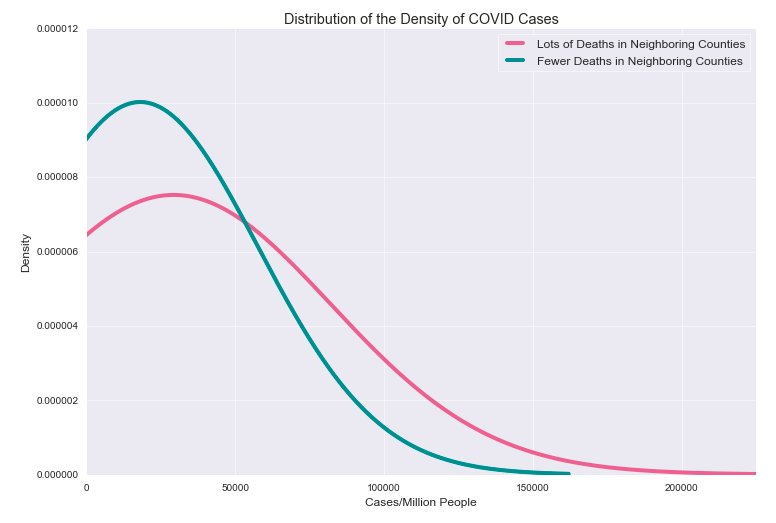 Distribution of the Density of COVID Cases
Lots of Deaths in Neighboring Counties
Fewer Deaths in Neighboring Counties
0.000012
0.000010
0.000008
0.000006
0.000004
0.000002
0.000000
Density
0 50000 100000 150000 200000
Cases/Million People